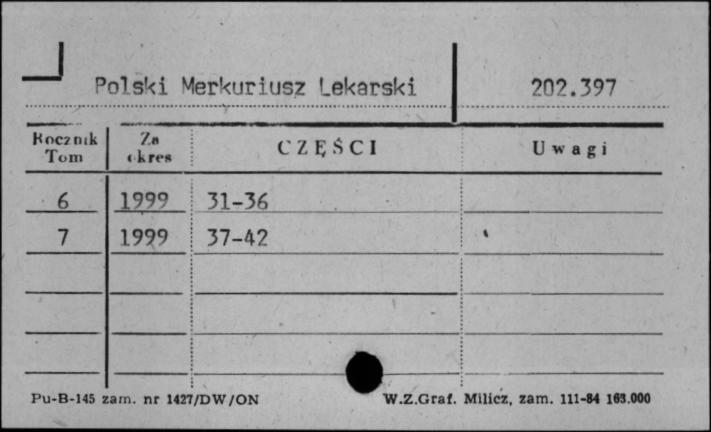 Polski Merkuriusz Lekarski 202.397
Rocznik Tom Za okres CZĘŚCI Uwagi
6 1999 31-36
7 1999 37-42
Pu-B-145 zam. nr 1427/DW/ON W.Z.Graf. Milicz, zam. 111-84 163.000